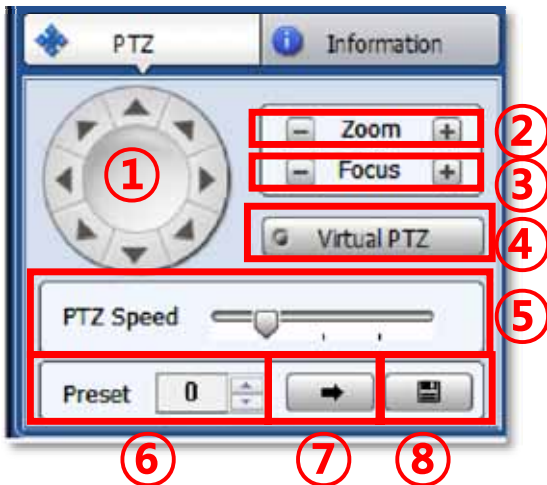 PTZ
Information
①
Zoom
②
Focus
③
Virtual PTZ
④
PTZ Speed
⑤
Preset 0
⑥ ⑦ ⑧